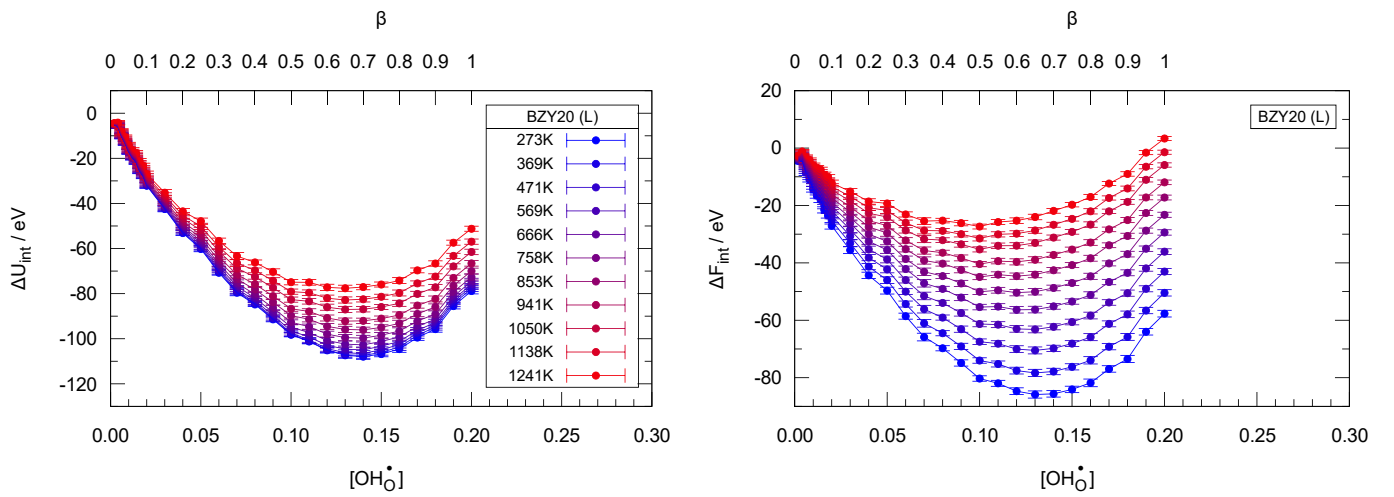 β
0 0.1 0.2 0.3 0.4 0.5 0.6 0.7 0.8 0.9 1
0
-20
-40
-60
-80
-100
-120
ΔU_int / eV
BZY20 (L)
273K
369K
471K
569K
666K
758K
853K
941K
1050K
1138K
1241K
0.00 0.05 0.10 0.15 0.20 0.25 0.30
[OH_O^•]
β
0 0.1 0.2 0.3 0.4 0.5 0.6 0.7 0.8 0.9 1
20
0
-20
-40
-60
-80
ΔF_int / eV
BZY20 (L)
0.00 0.05 0.10 0.15 0.20 0.25 0.30
[OH_O^•]